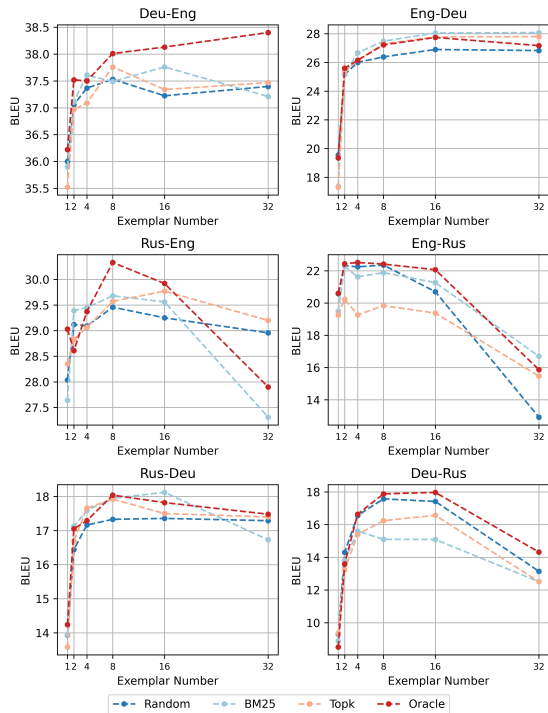 Deu-Eng
38.5
38.0
37.5
37.0
36.5
36.0
35.5
BLEU
1 2 4 8 16 32
Exemplar Number
Eng-Deu
28
26
24
22
20
18
BLEU
1 2 4 8 16 32
Exemplar Number
Rus-Eng
30.0
29.5
29.0
28.5
28.0
27.5
BLEU
1 2 4 8 16 32
Exemplar Number
Eng-Rus
22
20
18
16
14
BLEU
1 2 4 8 16 32
Exemplar Number
Rus-Deu
18
17
16
15
14
BLEU
1 2 4 8 16 32
Exemplar Number
Deu-Rus
18
16
14
12
10
BLEU
1 2 4 8 16 32
Exemplar Number
Random BM25 Topk Oracle